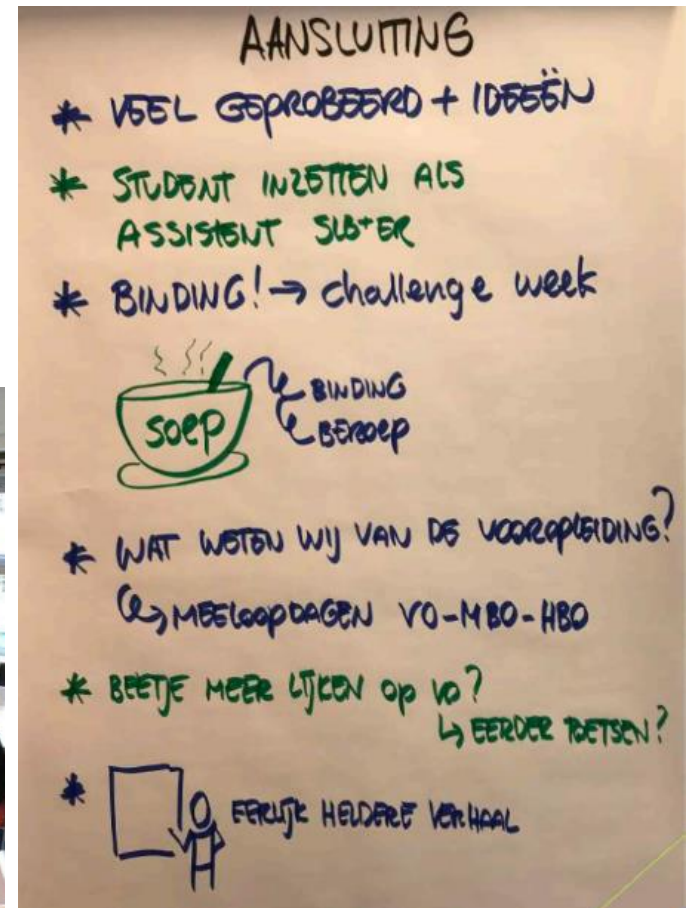 AANSLUITING
* VEEL GEPROBEERD + IDEEËN
* STUDENT INZETTEN ALS
ASSISTENT SLB'ER
* BINDING! → challenge week
soep
BINDING
BEROEP
* WAT WETEN WIJ VAN DE VOOROPLEIDING?
↳ MEELOOPDAGEN VO-MBO-HBO
* BEETJE MEER LIJKEN OP VO?
↳ EERDER TOETSEN?
* EERLIJK HELDERE VERHAAL